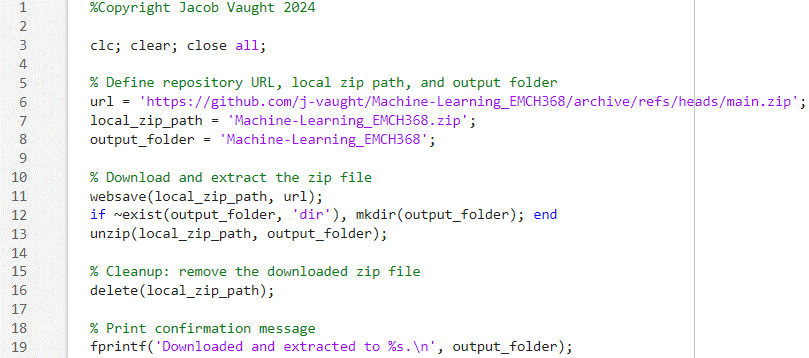 1 %Copyright Jacob Vaught 2024
2
3 clc; clear; close all;
4
5 % Define repository URL, local zip path, and output folder
6 url = 'https://github.com/j-vaught/Machine-Learning_EMCH368/archive/refs/heads/main.zip';
7 local_zip_path = 'Machine-Learning_EMCH368.zip';
8 output_folder = 'Machine-Learning_EMCH368';
9
10 % Download and extract the zip file
11 websave(local_zip_path, url);
12 if ~exist(output_folder, 'dir'), mkdir(output_folder); end
13 unzip(local_zip_path, output_folder);
14
15 % Cleanup: remove the downloaded zip file
16 delete(local_zip_path);
17
18 % Print confirmation message
19 fprintf('Downloaded and extracted to %s.\n', output_folder);